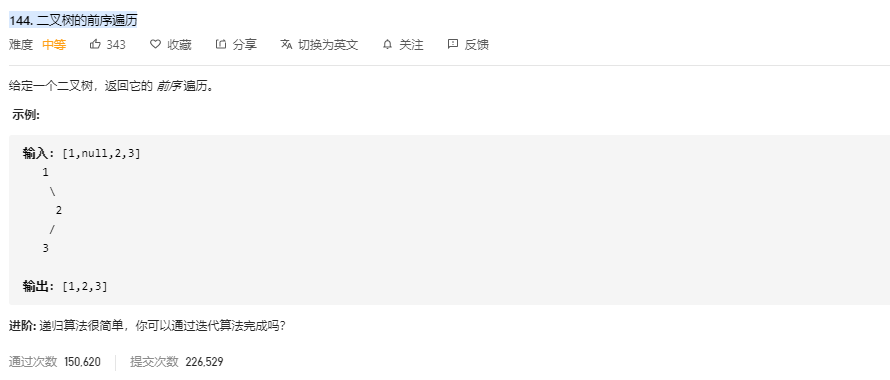 144. 二叉树的前序遍历
难度 中等 343 收藏 分享 切换为英文 关注 反馈
给定一个二叉树，返回它的 前序 遍历。
示例:
输入: [1,null,2,3]
1
\
2
/
3
输出: [1,2,3]
进阶: 递归算法很简单，你可以通过迭代算法完成吗？
通过次数 150,620 提交次数 226,529